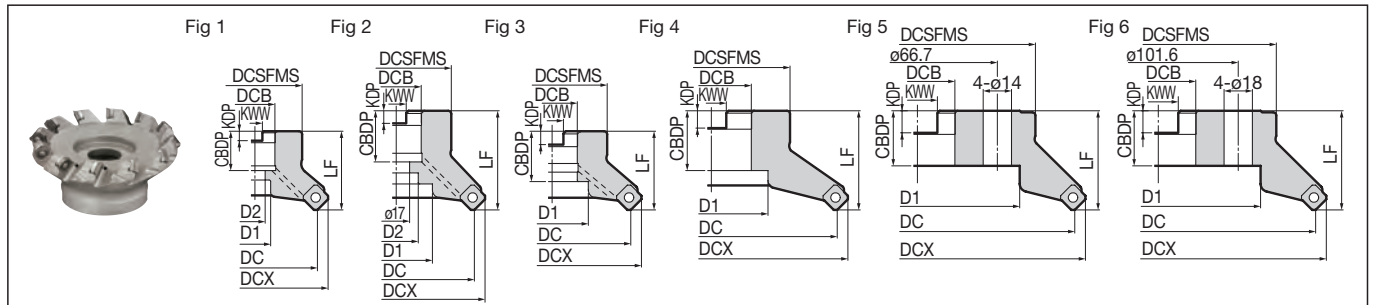 Fig 1
DCSFMS
DCB
KWW
KDP
CBDP
LF
D2
D1
DC
DCX
Fig 2
DCSFMS
DCB
KWW
KDP
CBDP
LF
ø17
D2
D1
DC
DCX
Fig 3
DCSFMS
DCB
KWW
KDP
CBDP
LF
D1
DC
DCX
Fig 4
DCSFMS
DCB
KWW
KDP
CBDP
LF
D1
DC
DCX
Fig 5
DCSFMS
ø66.7
DCB
4-ø14
KWW
KDP
CBDP
LF
D1
DC
DCX
Fig 6
DCSFMS
ø101.6
DCB
4-ø18
KWW
KDP
CBDP
LF
D1
DC
DCX